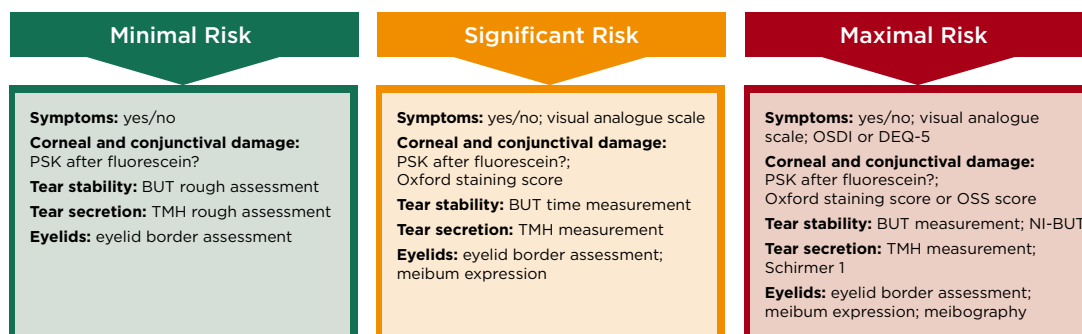 Minimal Risk
Symptoms: yes/no
Corneal and conjunctival damage:
PSK after fluorescein?
Tear stability: BUT rough assessment
Tear secretion: TMH rough assessment
Eyelids: eyelid border assessment
Significant Risk
Symptoms: yes/no; visual analogue scale
Corneal and conjunctival damage:
PSK after fluorescein?;
Oxford staining score
Tear stability: BUT time measurement
Tear secretion: TMH measurement
Eyelids: eyelid border assessment;
meibum expression
Maximal Risk
Symptoms: yes/no; visual analogue
scale; OSDI or DEQ-5
Corneal and conjunctival damage:
PSK after fluorescein?;
Oxford staining score or OSS score
Tear stability: BUT measurement; NI-BUT
Tear secretion: TMH measurement;
Schirmer 1
Eyelids: eyelid border assessment;
meibum expression; meibography